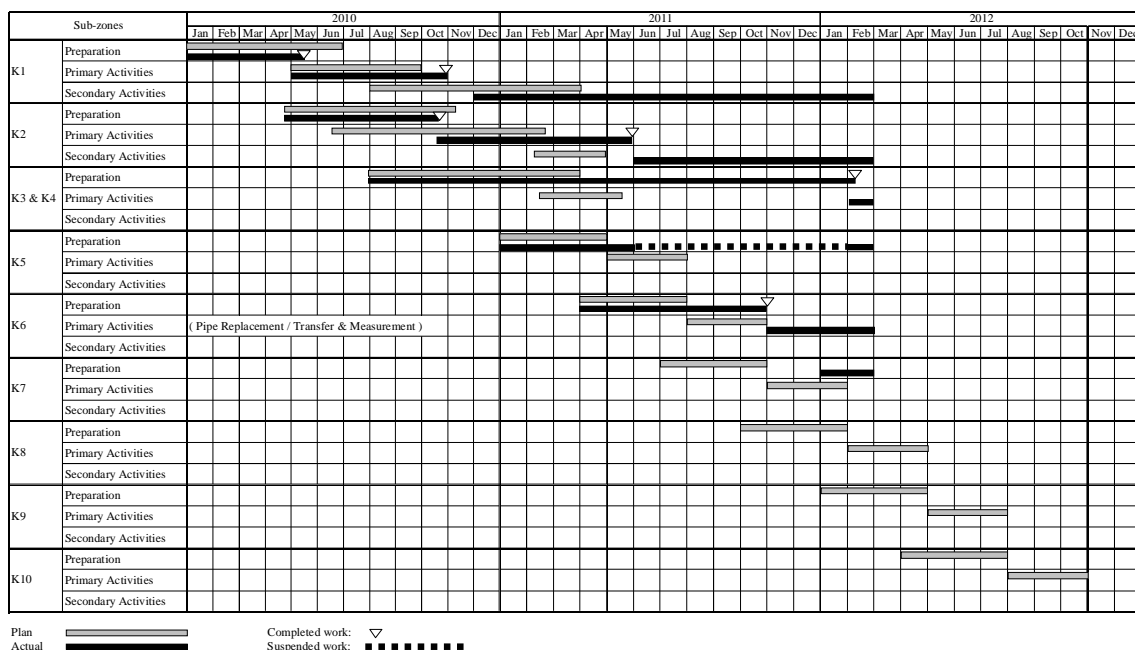 Sub-zones 2010 2011 2012
Jan Feb Mar Apr May Jun Jul Aug Sep Oct Nov Dec Jan Feb Mar Apr May Jun Jul Aug Sep Oct Nov Dec Jan Feb Mar Apr May Jun Jul Aug Sep Oct Nov Dec
K1
Preparation
Primary Activities
Secondary Activities
K2
Preparation
Primary Activities
Secondary Activities
K3 & K4
Preparation
Primary Activities
Secondary Activities
K5
Preparation
Primary Activities
Secondary Activities
K6
Preparation
Primary Activities ( Pipe Replacement / Transfer & Measurement )
Secondary Activities
K7
Preparation
Primary Activities
Secondary Activities
K8
Preparation
Primary Activities
Secondary Activities
K9
Preparation
Primary Activities
Secondary Activities
K10
Preparation
Primary Activities
Secondary Activities
Plan Completed work:
Actual Suspended work: